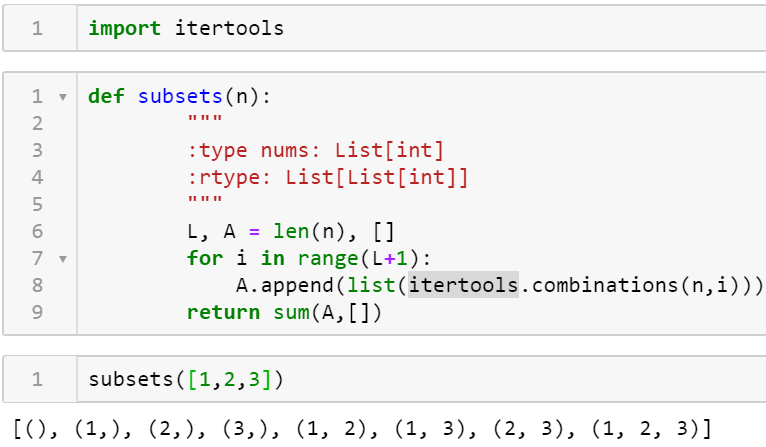 1 import itertools
1 def subsets(n):
2 """
3 :type nums: List[int]
4 :rtype: List[List[int]]
5 """
6 L, A = len(n), []
7 for i in range(L+1):
8 A.append(list(itertools.combinations(n,i)))
9 return sum(A,[])
1 subsets([1,2,3])
[(), (1,), (2,), (3,), (1, 2), (1, 3), (2, 3), (1, 2, 3)]